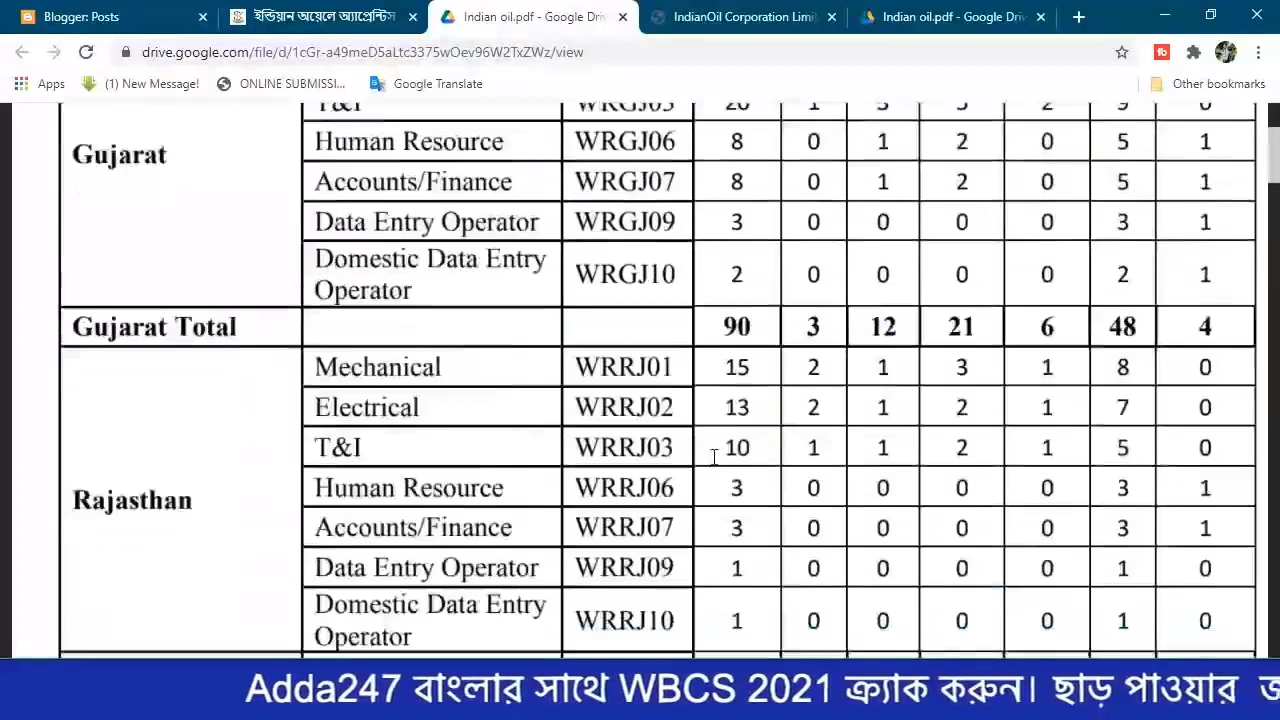 Blogger: Posts
ইন্ডিয়ান অয়েলে অ্যাপ্রেন্টিস
Indian oil.pdf - Google Driv
IndianOil Corporation Limi
Indian oil.pdf - Google Driv
drive.google.com/file/d/1cGr-a49meD5aLtc3375wOev96W2TxZWz/view
Apps (1) New Message! ONLINE SUBMISSI... Google Translate Other bookmarks
T&I WRGJ03 20 1 3 5 2 9 0
Gujarat
Human Resource WRGJ06 8 0 1 2 0 5 1
Accounts/Finance WRGJ07 8 0 1 2 0 5 1
Data Entry Operator WRGJ09 3 0 0 0 0 3 1
Domestic Data Entry
Operator WRGJ10 2 0 0 0 0 2 1
Gujarat Total 90 3 12 21 6 48 4
Mechanical WRRJ01 15 2 1 3 1 8 0
Electrical WRRJ02 13 2 1 2 1 7 0
T&I WRRJ03 10 1 1 2 1 5 0
Rajasthan
Human Resource WRRJ06 3 0 0 0 0 3 1
Accounts/Finance WRRJ07 3 0 0 0 0 3 1
Data Entry Operator WRRJ09 1 0 0 0 0 1 0
Domestic Data Entry
Operator WRRJ10 1 0 0 0 0 1 0
Adda247 বাংলার সাথে WBCS 2021 ক্র্যাক করুন। ছাড় পাওয়ার